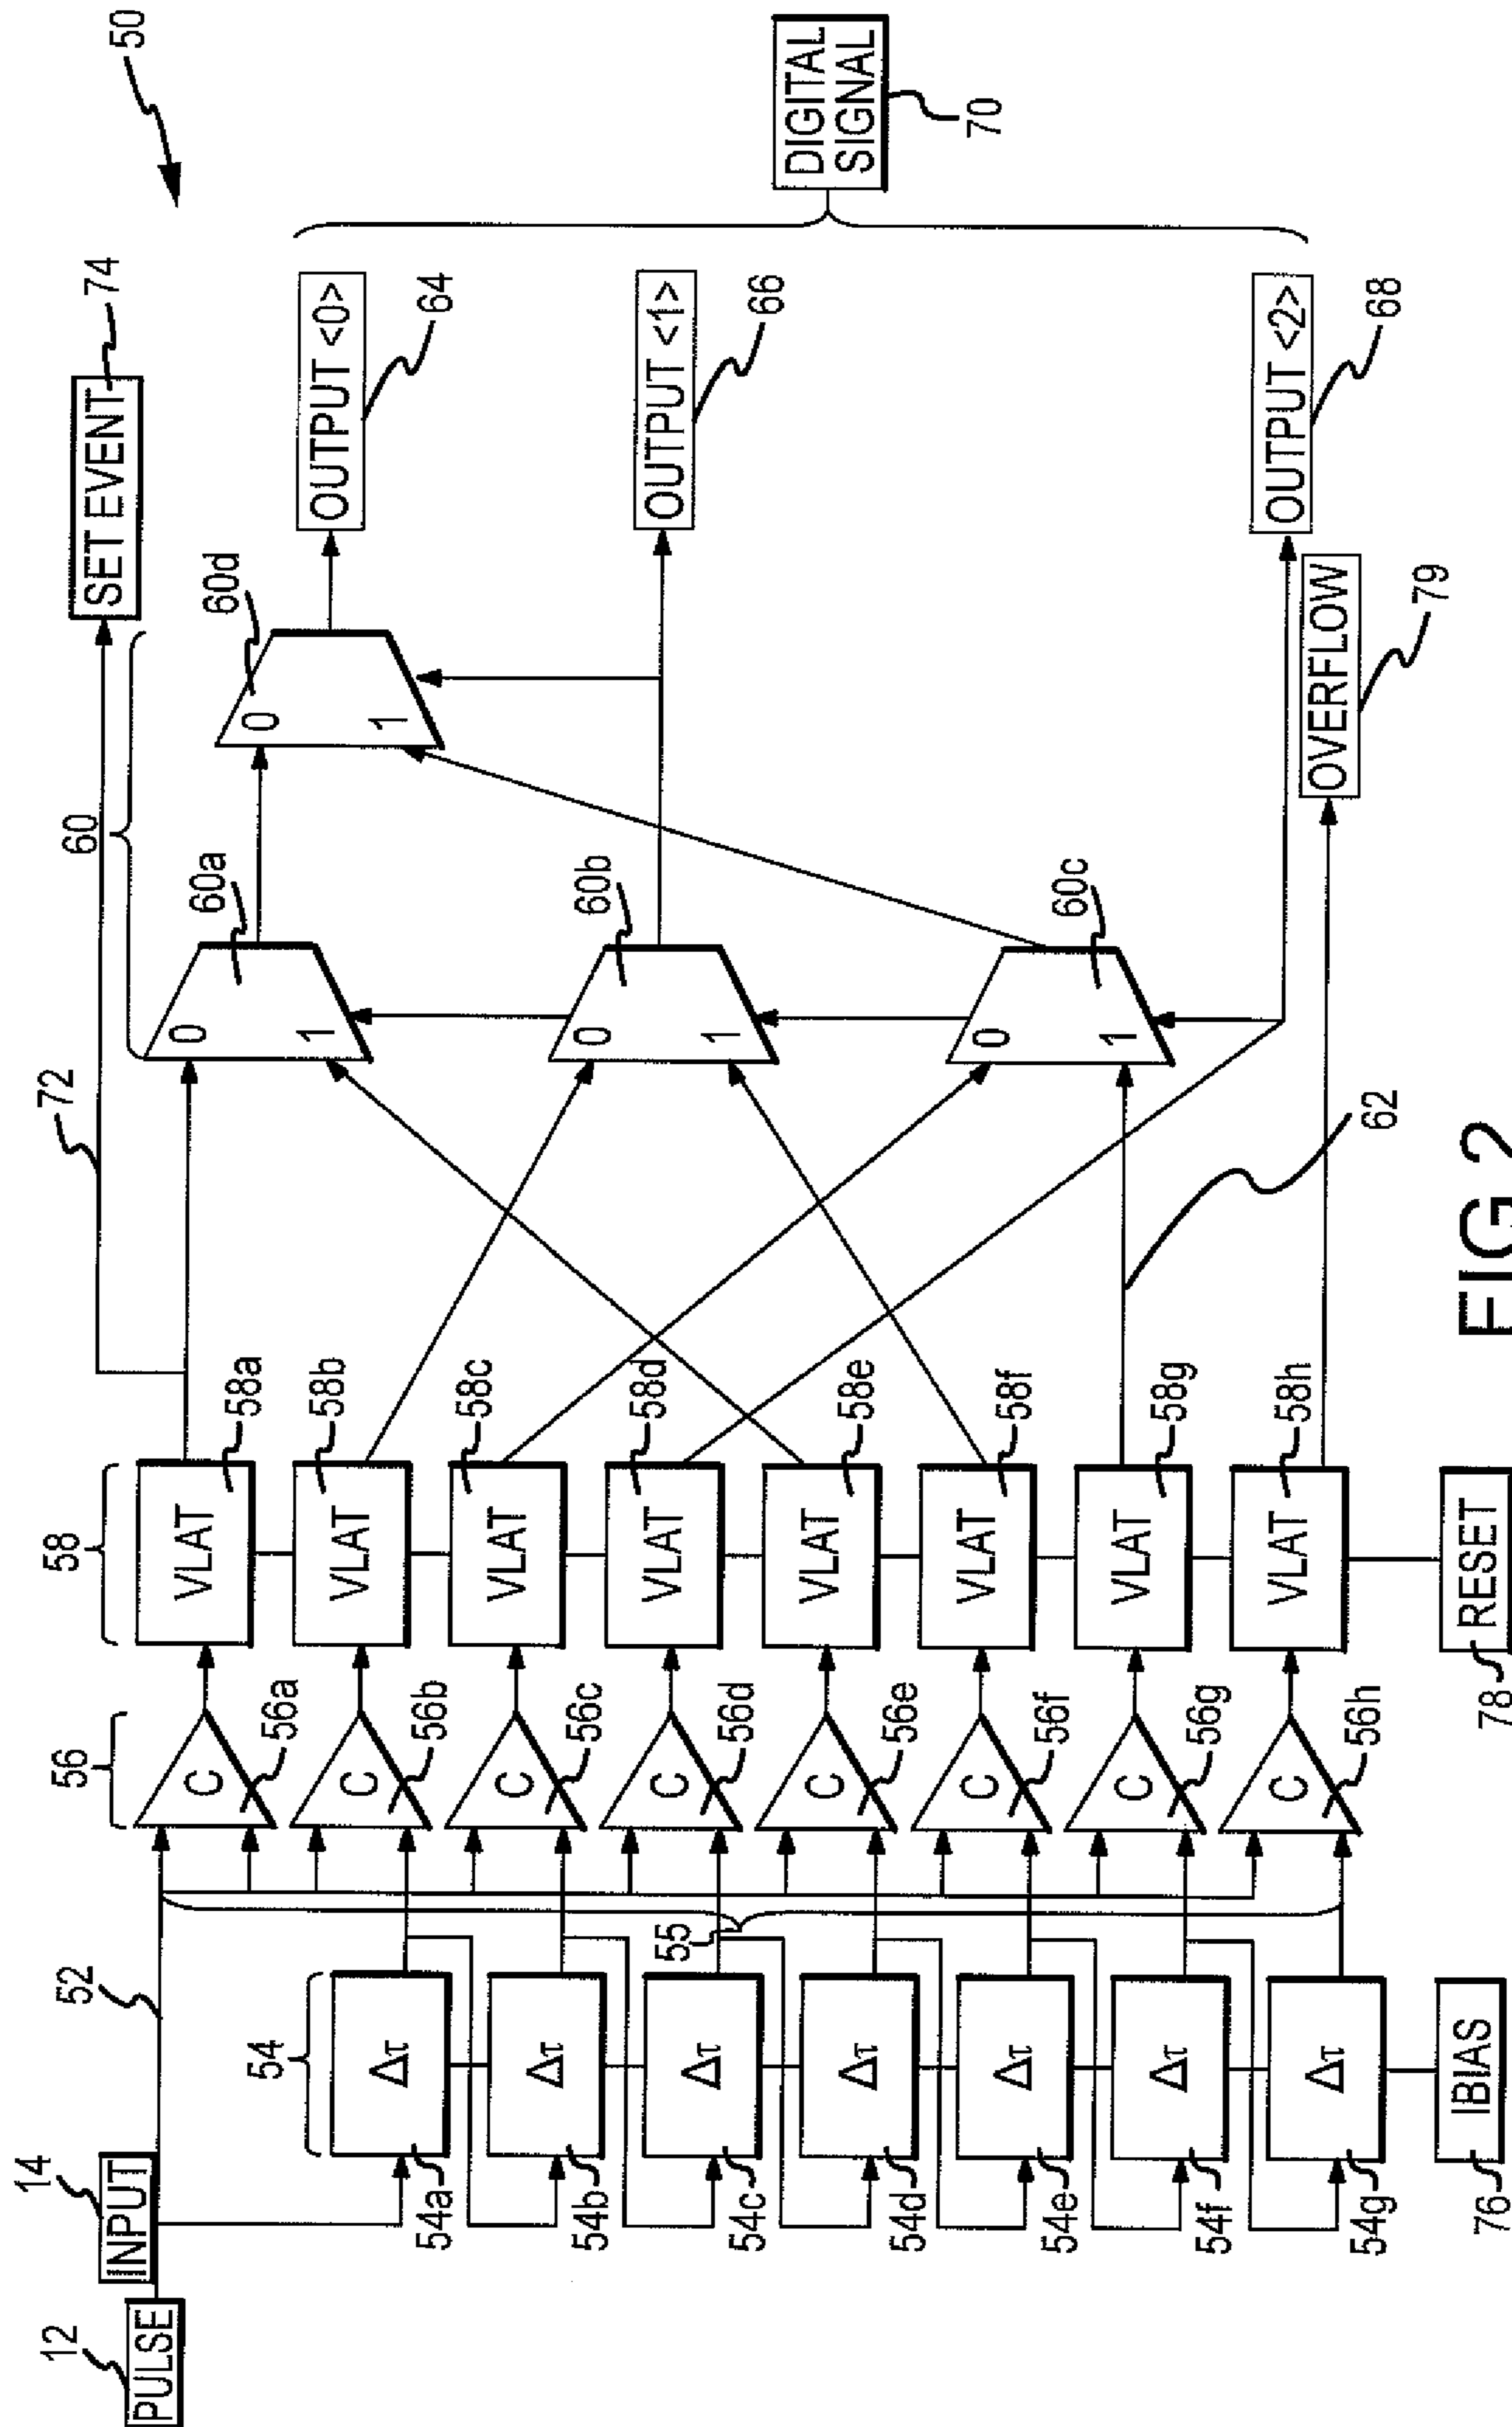 50
74
SET EVENT
72
60
60d
OUTPUT <0>
64
60a
0
1
0
1
DIGITAL
SIGNAL
70
58
VLAT
58a
60b
0
1
OUTPUT <1>
66
VLAT
58b
VLAT
58c
60c
0
1
VLAT
58d
VLAT
58e
VLAT
58f
62
OUTPUT <2>
68
VLAT
58g
VLAT
58h
OVERFLOW
79
56
C
56a
C
56b
C
56c
C
56d
C
56e
C
56f
C
56g
C
56h
78
RESET
12
PULSE
14
INPUT
52
54
55
Δτ
54a
Δτ
54b
Δτ
54c
Δτ
54d
Δτ
54e
Δτ
54f
Δτ
54g
76
IBIAS
FIG 2